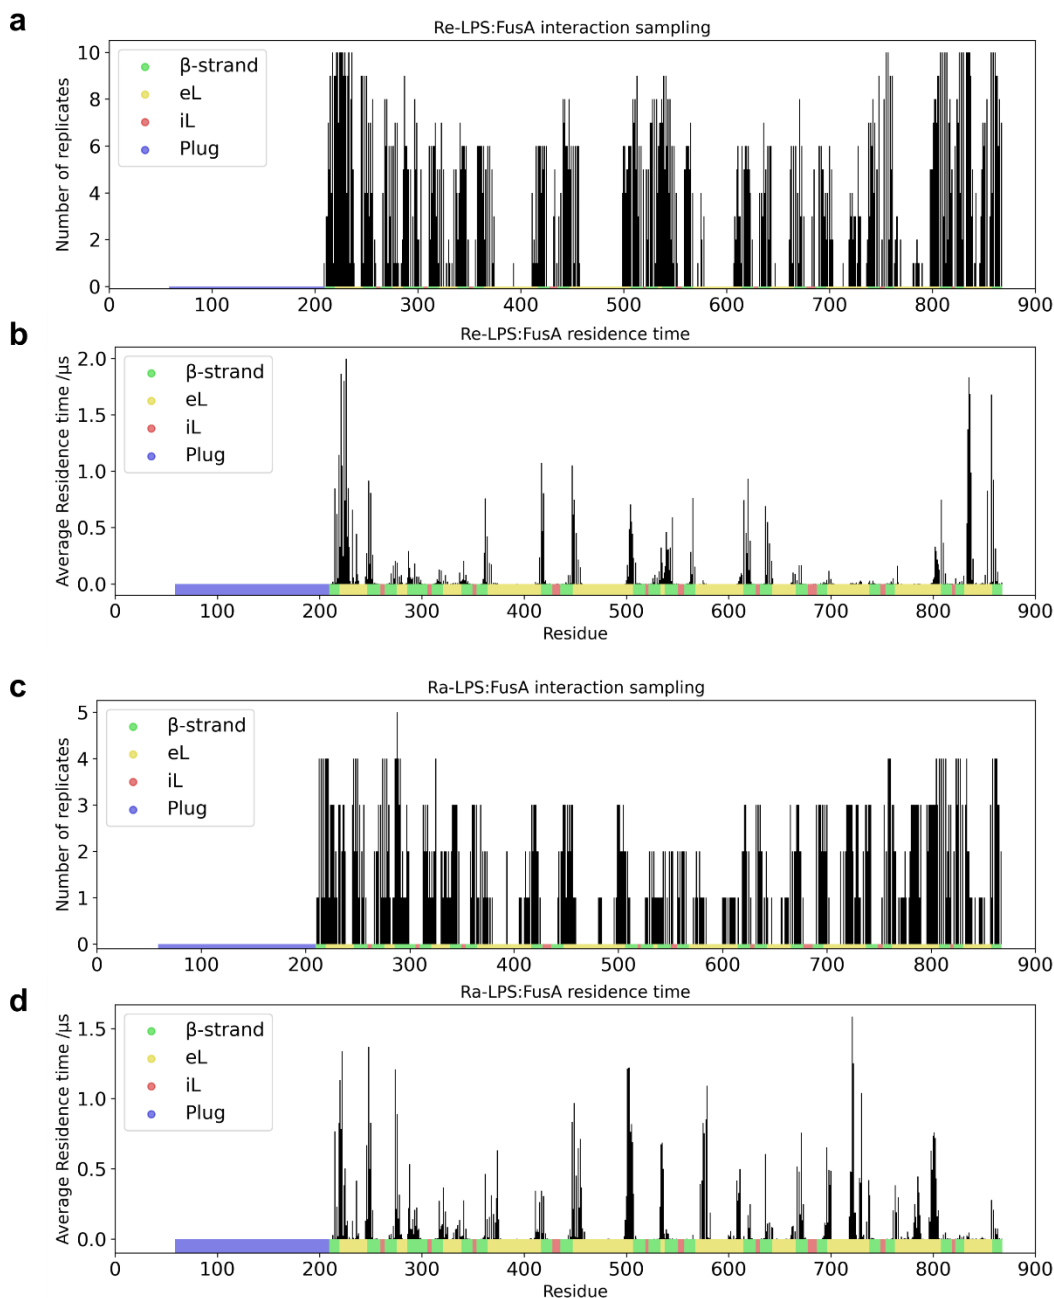 a
Re-LPS:FusA interaction sampling
Number of replicates
10
8
6
4
2
0
β-strand
eL
iL
Plug
0 100 200 300 400 500 600 700 800 900
b
Re-LPS:FusA residence time
Average Residence time /μs
2.0
1.5
1.0
0.5
0.0
β-strand
eL
iL
Plug
0 100 200 300 400 500 600 700 800 900
Residue
c
Ra-LPS:FusA interaction sampling
Number of replicates
5
4
3
2
1
0
β-strand
eL
iL
Plug
0 100 200 300 400 500 600 700 800 900
d
Ra-LPS:FusA residence time
Average Residence time /μs
1.5
1.0
0.5
0.0
β-strand
eL
iL
Plug
0 100 200 300 400 500 600 700 800 900
Residue